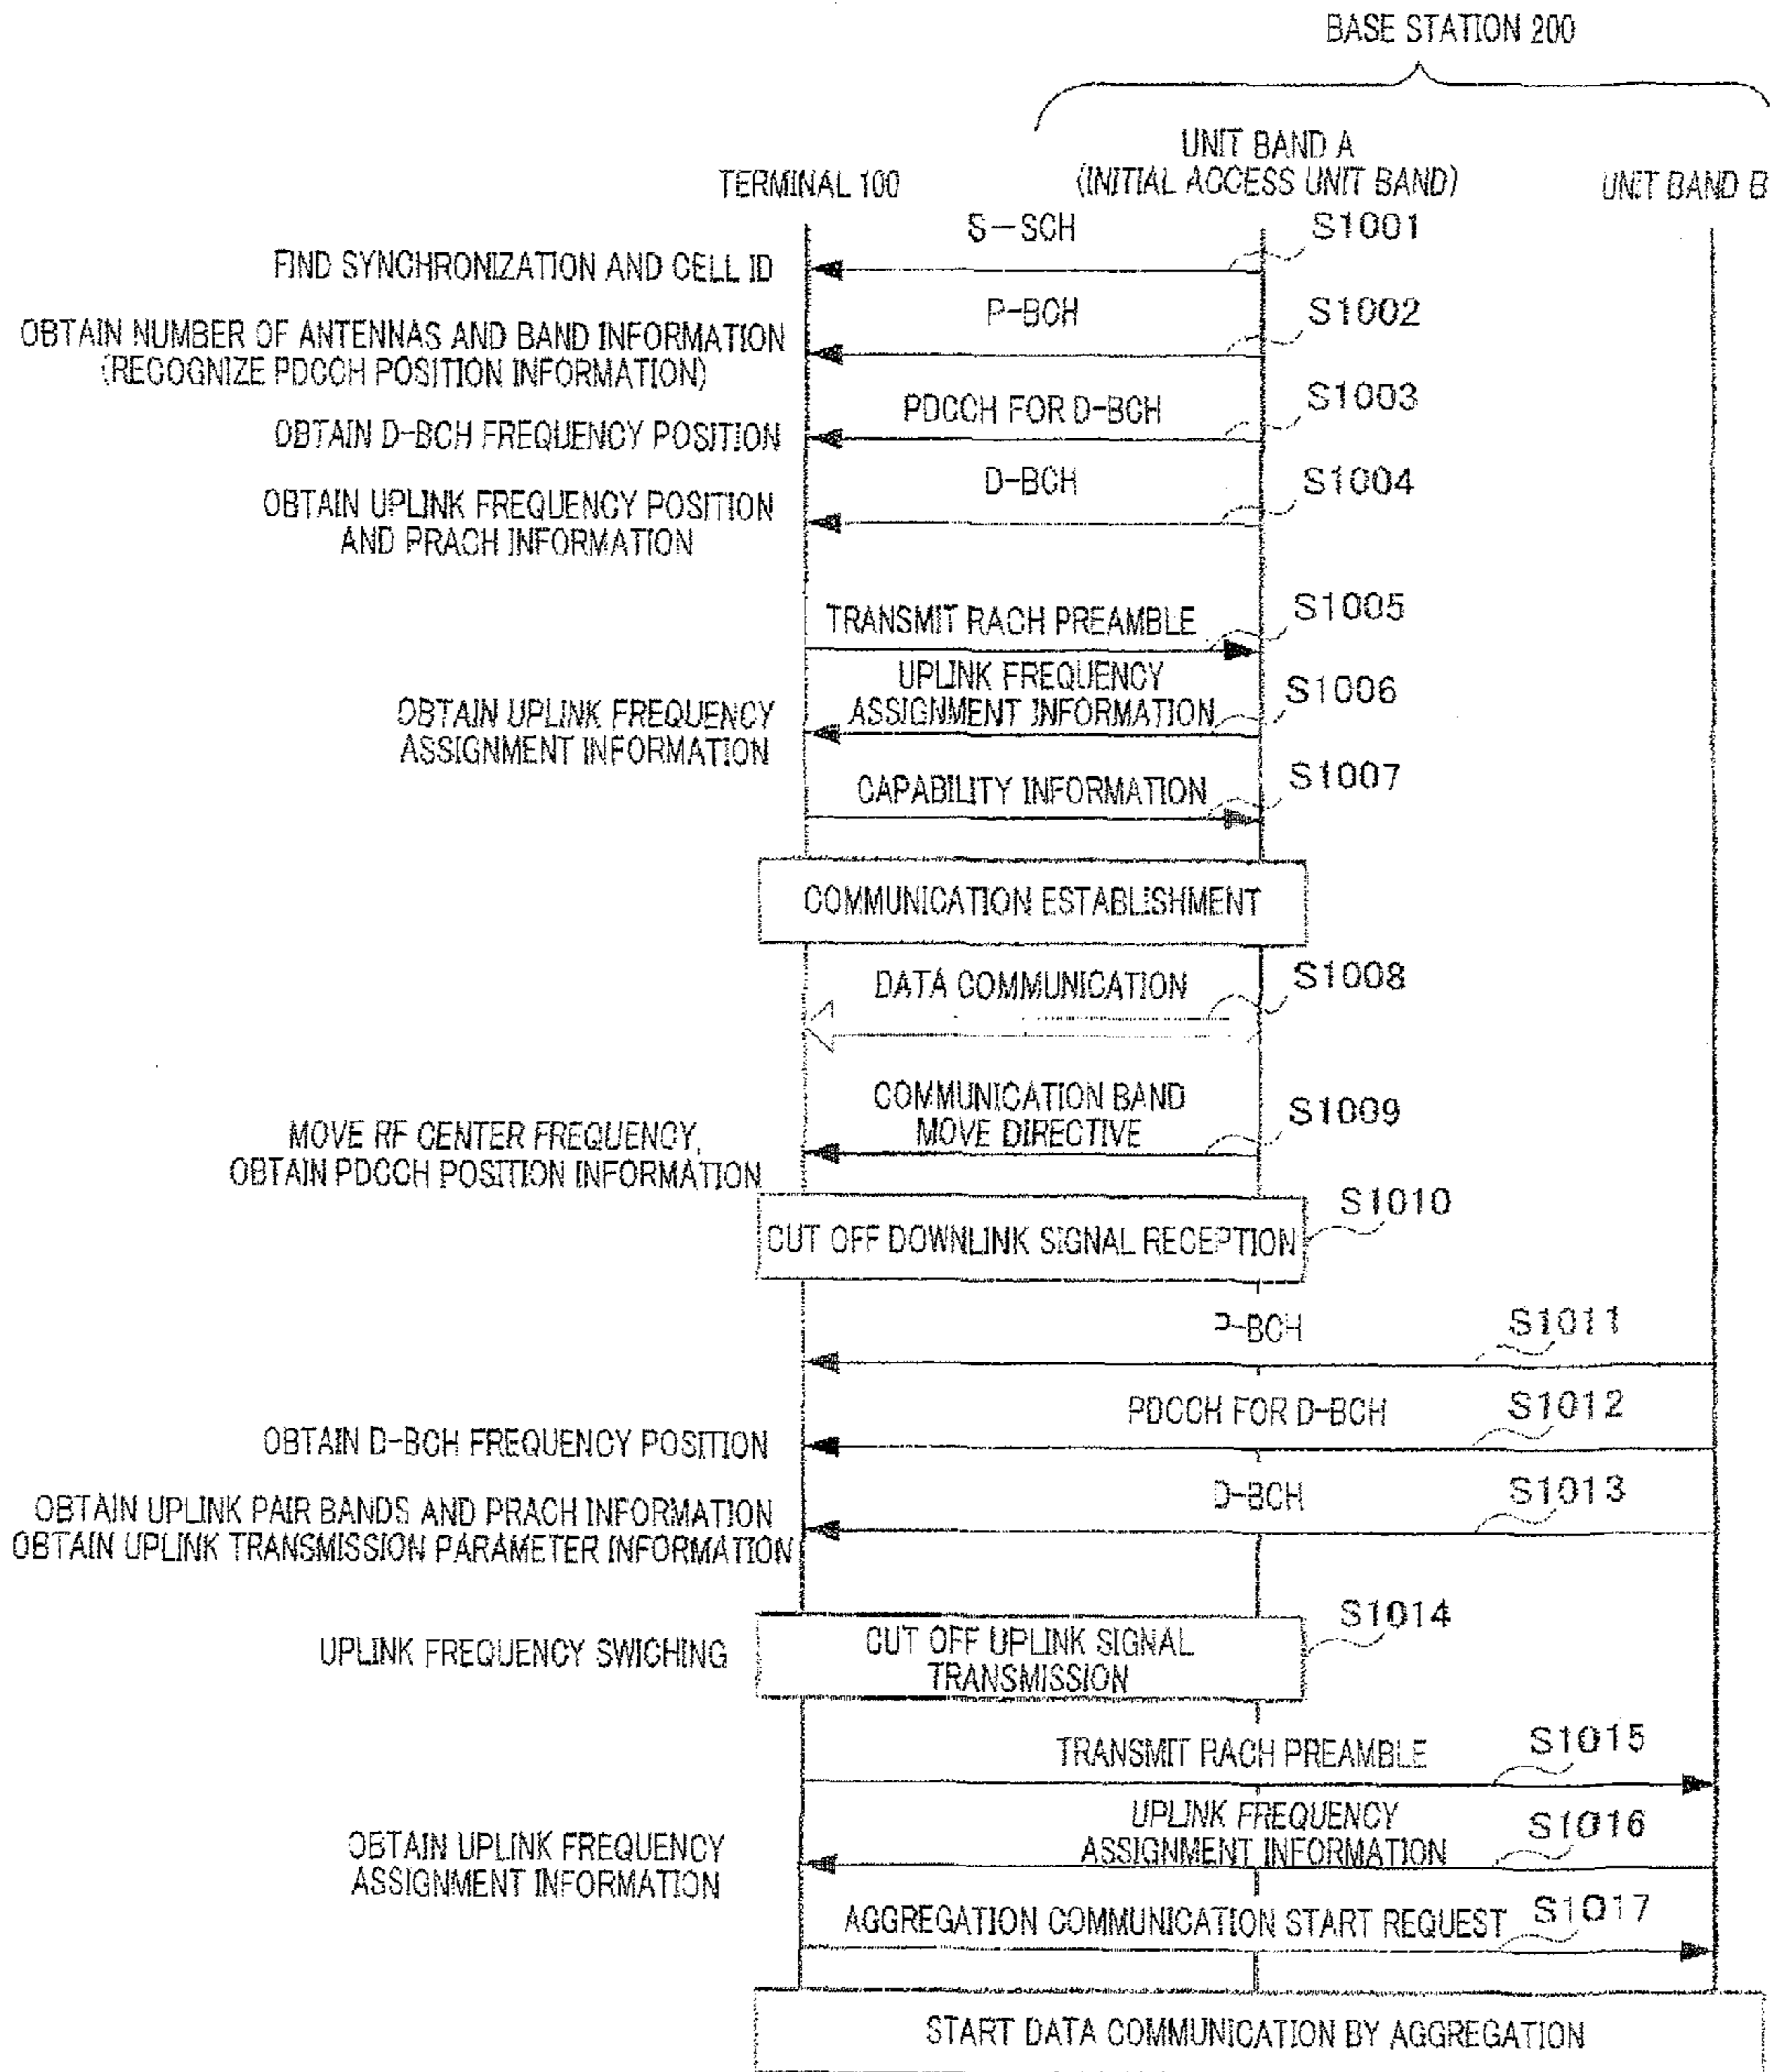 BASE STATION 200
UNIT BAND A
(INITIAL ACCESS UNIT BAND)
TERMINAL 100
UNIT BAND B
S-SCH
S1001
FIND SYNCHRONIZATION AND CELL ID
P-BCH
S1002
OBTAIN NUMBER OF ANTENNAS AND BAND INFORMATION
(RECOGNIZE PDCCH POSITION INFORMATION)
PDCCH FOR D-BCH
S1003
OBTAIN D-BCH FREQUENCY POSITION
D-BCH
S1004
OBTAIN UPLINK FREQUENCY POSITION
AND PRACH INFORMATION
TRANSMIT RACH PREAMBLE
S1005
UPLINK FREQUENCY
ASSIGNMENT INFORMATION
S1006
OBTAIN UPLINK FREQUENCY
ASSIGNMENT INFORMATION
CAPABILITY INFORMATION
S1007
COMMUNICATION ESTABLISHMENT
DATA COMMUNICATION
S1008
COMMUNICATION BAND
MOVE DIRECTIVE
S1009
MOVE RF CENTER FREQUENCY,
OBTAIN PDCCH POSITION INFORMATION
S1010
CUT OFF DOWNLINK SIGNAL RECEPTION
P-BCH
S1011
PDCCH FOR D-BCH
S1012
OBTAIN D-BCH FREQUENCY POSITION
D-BCH
S1013
OBTAIN UPLINK PAIR BANDS AND PRACH INFORMATION
OBTAIN UPLINK TRANSMISSION PARAMETER INFORMATION
S1014
UPLINK FREQUENCY SWICHING
CUT OFF UPLINK SIGNAL
TRANSMISSION
TRANSMIT RACH PREAMBLE
S1015
UPLINK FREQUENCY
ASSIGNMENT INFORMATION
S1016
OBTAIN UPLINK FREQUENCY
ASSIGNMENT INFORMATION
AGGREGATION COMMUNICATION START REQUEST
S1017
START DATA COMMUNICATION BY AGGREGATION